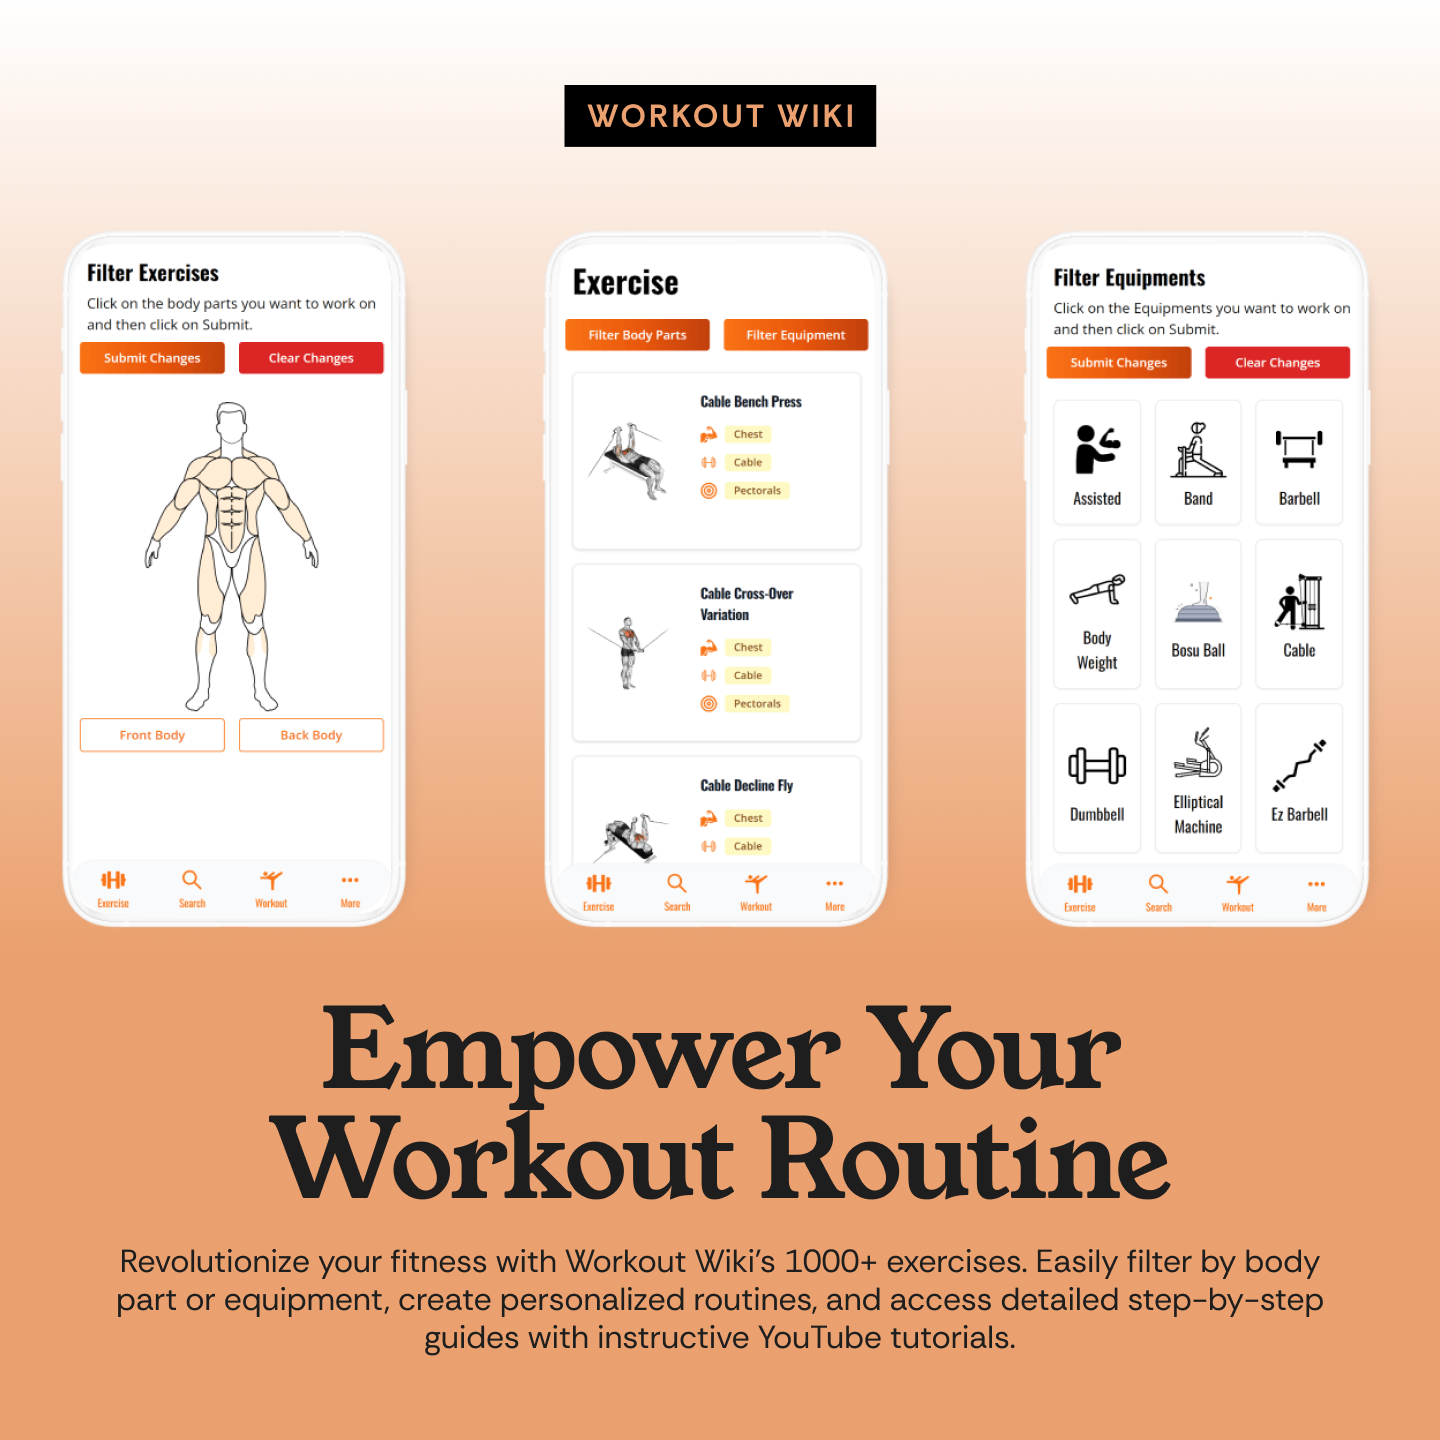 WORKOUT WIKI
Filter Exercises
Click on the body parts you want to work on
and then click on Submit.
Submit Changes
Clear Changes
Front Body
Back Body
Exercise
Search
Workout
More
Exercise
Filter Body Parts
Filter Equipment
Cable Bench Press
Chest
Cable
Pectorals
Cable Cross-Over
Variation
Chest
Cable
Pectorals
Cable Decline Fly
Chest
Cable
Exercise
Search
Workout
More
Filter Equipments
Click on the Equipments you want to work on
and then click on Submit.
Submit Changes
Clear Changes
Assisted
Band
Barbell
Body
Weight
Bosu Ball
Cable
Dumbbell
Elliptical
Machine
Ez Barbell
Exercise
Search
Workout
More
Empower Your
Workout Routine
Revolutionize your fitness with Workout Wiki's 1000+ exercises. Easily filter by body
part or equipment, create personalized routines, and access detailed step-by-step
guides with instructive YouTube tutorials.